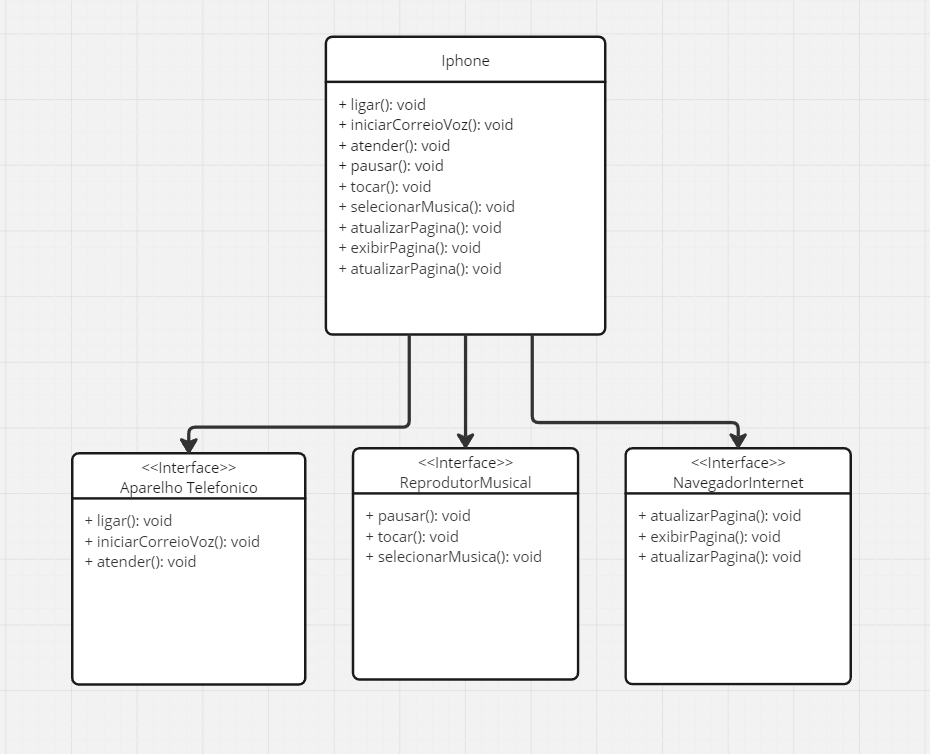 Iphone
+ ligar(): void
+ iniciarCorreioVoz(): void
+ atender(): void
+ pausar(): void
+ tocar(): void
+ selecionarMusica(): void
+ atualizarPagina(): void
+ exibirPagina(): void
+ atualizarPagina(): void
<<Interface>>
Aparelho Telefonico
+ ligar(): void
+ iniciarCorreioVoz(): void
+ atender(): void
<<Interface>>
ReprodutorMusical
+ pausar(): void
+ tocar(): void
+ selecionarMusica(): void
<<Interface>>
NavegadorInternet
+ atualizarPagina(): void
+ exibirPagina(): void
+ atualizarPagina(): void